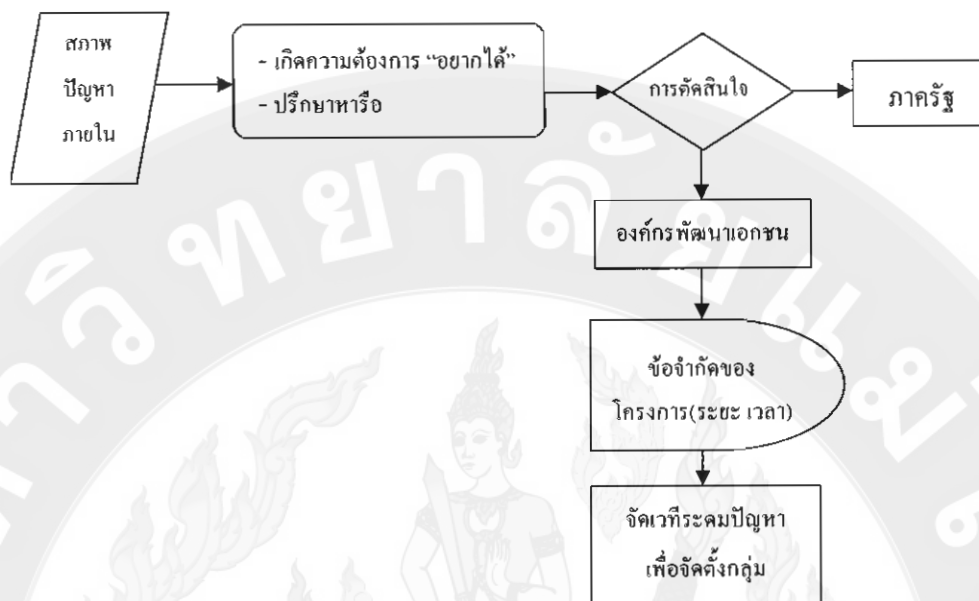 สภาพ
ปัญหา
ภายใน
- เกิดความต้องการ “อยากได้”
- ปรึกษาหารือ
การตัดสินใจ
ภาครัฐ
องค์กรพัฒนาเอกชน
ข้อจำกัดของ
โครงการ(ระยะ เวลา)
จัดเวทีระดมปัญหา
เพื่อจัดตั้งกลุ่ม